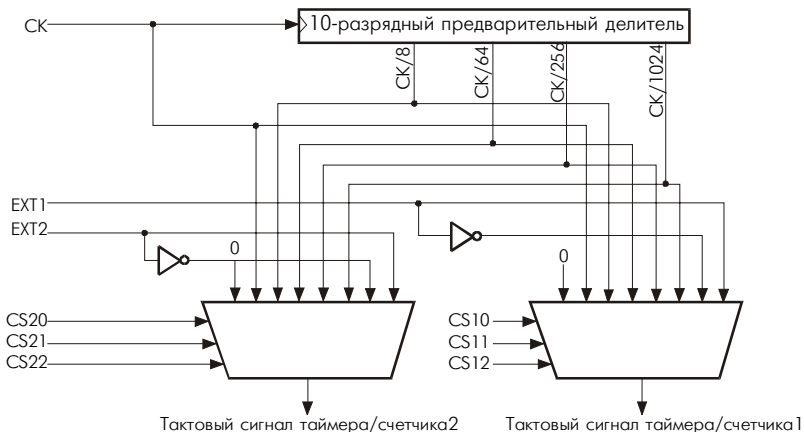 CK
10-разрядный предварительный делитель
CK/8
CK/64
CK/256
CK/1024
EXT1
EXT2
0
0
CS20
CS21
CS22
CS10
CS11
CS12
Тактовый сигнал таймера/счетчика2
Тактовый сигнал таймера/счетчика1